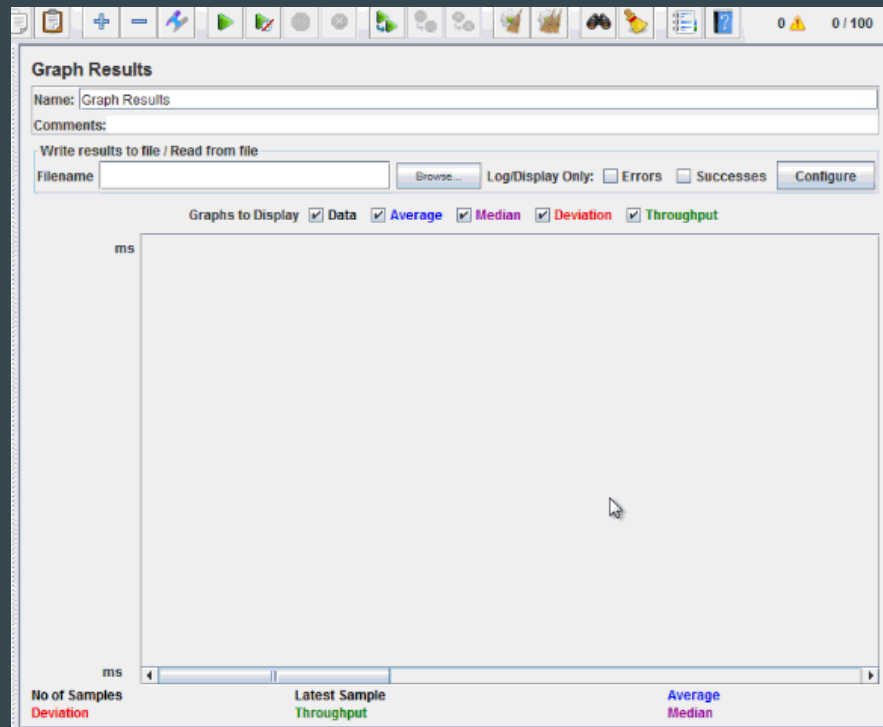 0 0 / 100
Graph Results
Name: Graph Results
Comments:
Write results to file / Read from file
Filename Browse... Log/Display Only: Errors Successes Configure
Graphs to Display Data Average Median Deviation Throughput
ms
ms
No of Samples Latest Sample Average
Deviation Throughput Median